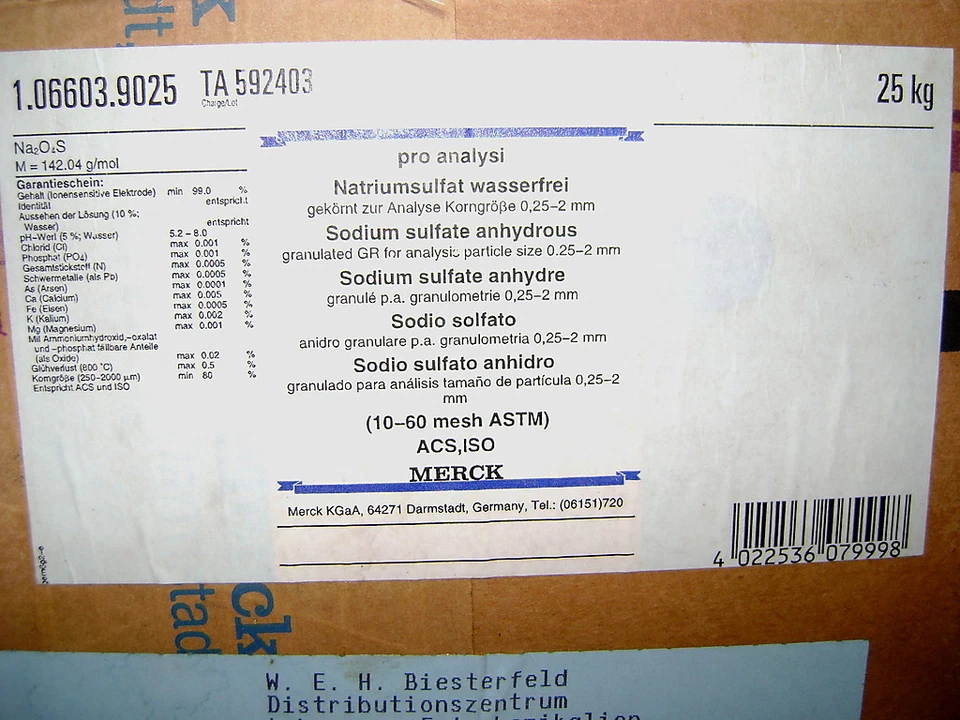 k
dt,
1.06603.9025 TA 592403
Charge/Lot
25 kg
Na₂O₄S
M = 142.04 g/mol
Garantieschein:
Gehalt (Ionensensitive Elektrode) min 99.0 %
Identität entspricht
Aussehen der Lösung (10 %;
Wasser) entspricht
pH-Wert (5 %; Wasser) 5.2 – 8.0
Chlorid (Cl) max 0.001 %
Phosphat (PO₄) max 0.001 %
Gesamtstickstoff (N) max 0.0005 %
Schwermetalle (als Pb) max 0.0005 %
As (Arsen) max 0.0001 %
Ca (Calcium) max 0.005 %
Fe (Eisen) max 0.0005 %
K (Kalium) max 0.002 %
Mg (Magnesium) max 0.001 %
Mit Ammoniumhydroxid,-oxalat
und -phosphat fällbare Anteile
(als Oxide) max 0.02 %
Glühverlust (800 °C) max 0.5 %
Korngröße (250-2000 µm) min 80 %
Entspricht ACS und ISO
pro analysi
Natriumsulfat wasserfrei
gekörnt zur Analyse Korngröße 0,25–2 mm
Sodium sulfate anhydrous
granulated GR for analysis particle size 0.25–2 mm
Sodium sulfate anhydre
granulé p.a. granulometrie 0,25–2 mm
Sodio solfato
anidro granulare p.a. granulometria 0,25–2 mm
Sodio sulfato anhidro
granulado para análisis tamaño de partícula 0,25–2
mm
(10–60 mesh ASTM)
ACS,ISO
MERCK
Merck KGaA, 64271 Darmstadt, Germany, Tel.: (06151)720
4 022536 079998
ck
tad
W. E. H. Biesterfeld
Distributionszentrum